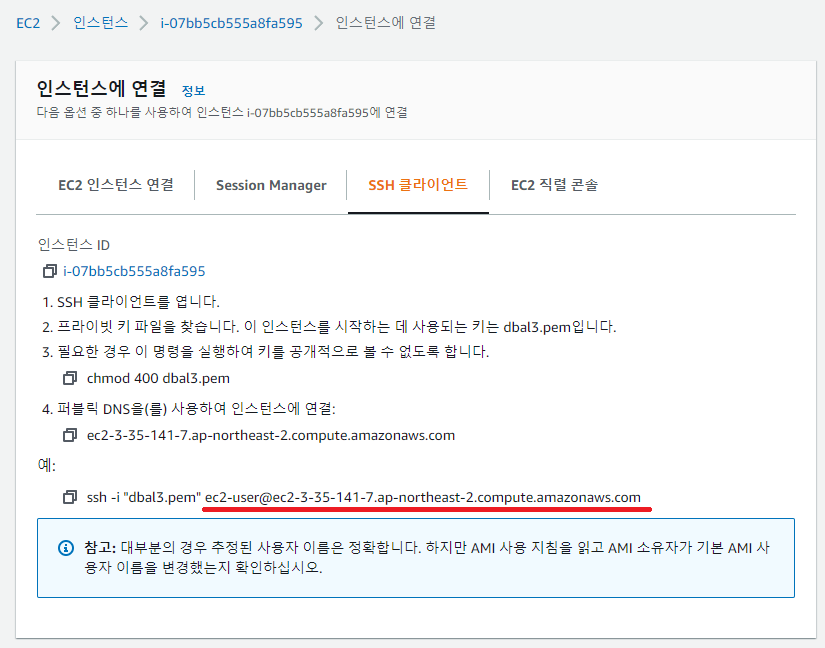 EC2 > 인스턴스 > i-07bb5cb555a8fa595 > 인스턴스에 연결
인스턴스에 연결 정보
다음 옵션 중 하나를 사용하여 인스턴스 i-07bb5cb555a8fa595에 연결
EC2 인스턴스 연결 Session Manager SSH 클라이언트 EC2 직렬 콘솔
인스턴스 ID
i-07bb5cb555a8fa595
1. SSH 클라이언트를 엽니다.
2. 프라이빗 키 파일을 찾습니다. 이 인스턴스를 시작하는 데 사용되는 키는 dbal3.pem입니다.
3. 필요한 경우 이 명령을 실행하여 키를 공개적으로 볼 수 없도록 합니다.
chmod 400 dbal3.pem
4. 퍼블릭 DNS을(를) 사용하여 인스턴스에 연결:
ec2-3-35-141-7.ap-northeast-2.compute.amazonaws.com
예:
ssh -i "dbal3.pem" ec2-user@ec2-3-35-141-7.ap-northeast-2.compute.amazonaws.com
참고: 대부분의 경우 추정된 사용자 이름은 정확합니다. 하지만 AMI 사용 지침을 읽고 AMI 소유자가 기본 AMI 사
용자 이름을 변경했는지 확인하십시오.